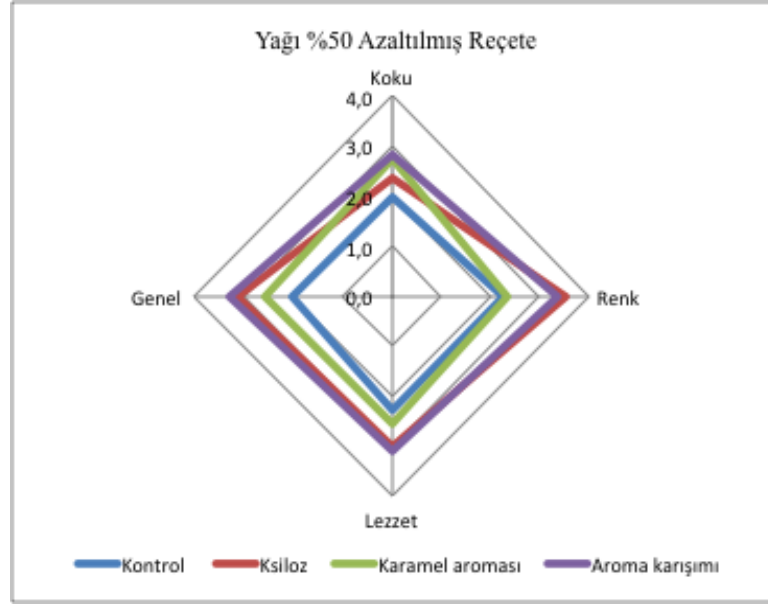 Yağı %50 Azaltılmış Reçete
Koku
4,0
3,0
2,0
1,0
Genel
0,0
Renk
Lezzet
Kontrol Ksiloz Karamel aroması Aroma karışımı